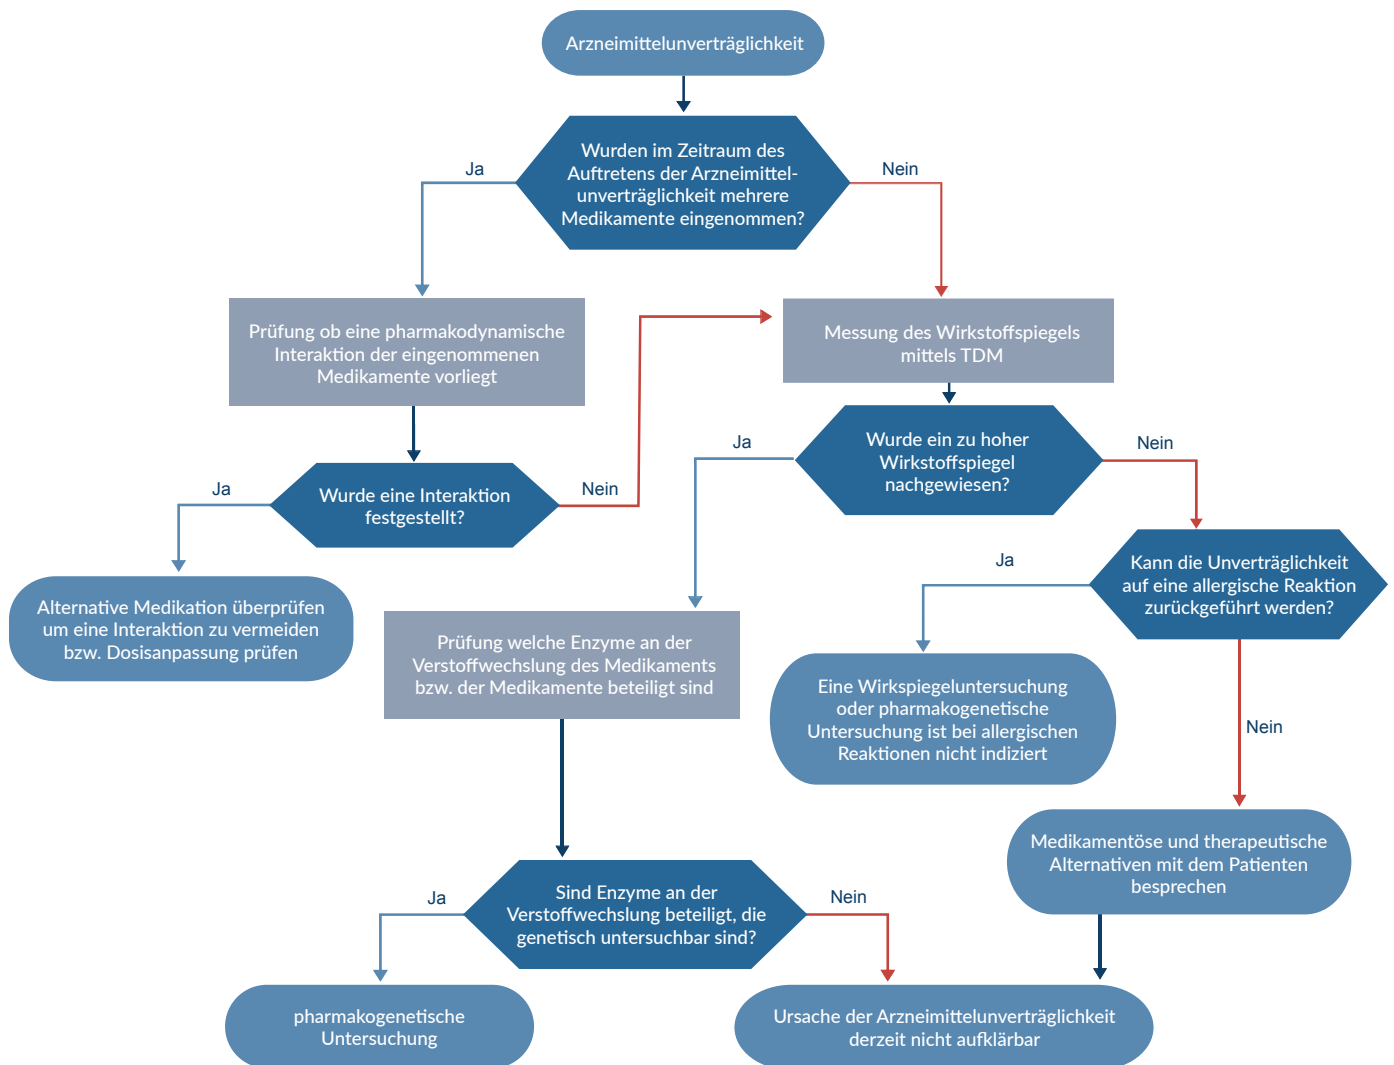 Arzneimittelunverträglichkeit
Wurden im Zeitraum des
Auftretens der Arzneimittel-
unverträglichkeit mehrere
Medikamente eingenommen?
Ja
Nein
Prüfung ob eine pharmakodynamische
Interaktion der eingenommenen
Medikamente vorliegt
Messung des Wirkstoffspiegels
mittels TDM
Wurde eine Interaktion
festgestellt?
Ja
Nein
Wurde ein zu hoher
Wirkstoffspiegel
nachgewiesen?
Ja
Nein
Alternative Medikation überprüfen
um eine Interaktion zu vermeiden
bzw. Dosisanpassung prüfen
Kann die Unverträglichkeit
auf eine allergische Reaktion
zurückgeführt werden?
Ja
Nein
Prüfung welche Enzyme an der
Verstoffwechslung des Medikaments
bzw. der Medikamente beteiligt sind
Eine Wirkspiegeluntersuchung
oder pharmakogenetische
Untersuchung ist bei allergischen
Reaktionen nicht indiziert
Medikamentöse und therapeutische
Alternativen mit dem Patienten
besprechen
Sind Enzyme an der
Verstoffwechslung beteiligt, die
genetisch untersuchbar sind?
Ja
Nein
pharmakogenetische
Untersuchung
Ursache der Arzneimittelunverträglichkeit
derzeit nicht aufklärbar